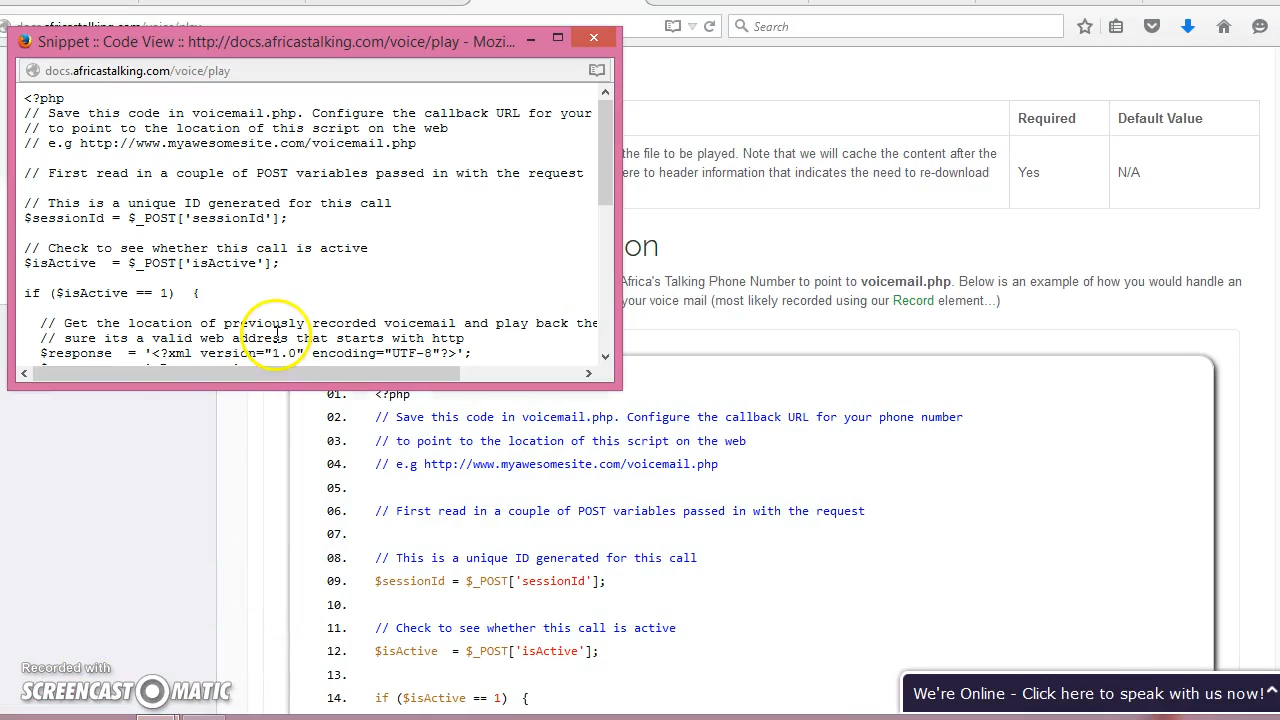 docs.africastalking.com/voice/play
Search
Snippet :: Code View :: http://docs.africastalking.com/voice/play - Mozi...
docs.africastalking.com/voice/play
<?php
// Save this code in voicemail.php. Configure the callback URL for your
// to point to the location of this script on the web
// e.g http://www.myawesomesite.com/voicemail.php
// First read in a couple of POST variables passed in with the request
// This is a unique ID generated for this call
$sessionId = $_POST['sessionId'];
// Check to see whether this call is active
$isActive  = $_POST['isActive'];
if ($isActive == 1)  {
// Get the location of previously recorded voicemail and play back the
// sure its a valid web address that starts with http
$response  = '<?xml version="1.0" encoding="UTF-8"?>';
Required
Default Value
the file to be played. Note that we will cache the content after the
ere to header information that indicates the need to re-download
Yes
N/A
on
Africa's Talking Phone Number to point to voicemail.php. Below is an example of how you would handle an
your voice mail (most likely recorded using our Record element...)
01. <?php
02. // Save this code in voicemail.php. Configure the callback URL for your phone number
03. // to point to the location of this script on the web
04. // e.g http://www.myawesomesite.com/voicemail.php
05.
06. // First read in a couple of POST variables passed in with the request
07.
08. // This is a unique ID generated for this call
09. $sessionId = $_POST['sessionId'];
10.
11. // Check to see whether this call is active
12. $isActive  = $_POST['isActive'];
13.
14. if ($isActive == 1)  {
Recorded with
SCREENCAST MATIC
We're Online - Click here to speak with us now!